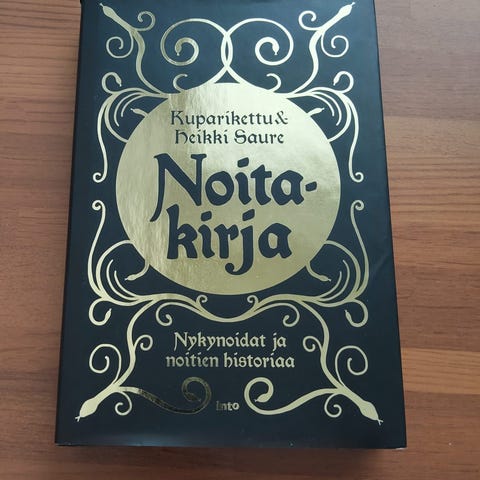 Kuparikettu &
Heikki Saure
Noita-
kirja
Nykynoidat ja
noitien historiaa
into